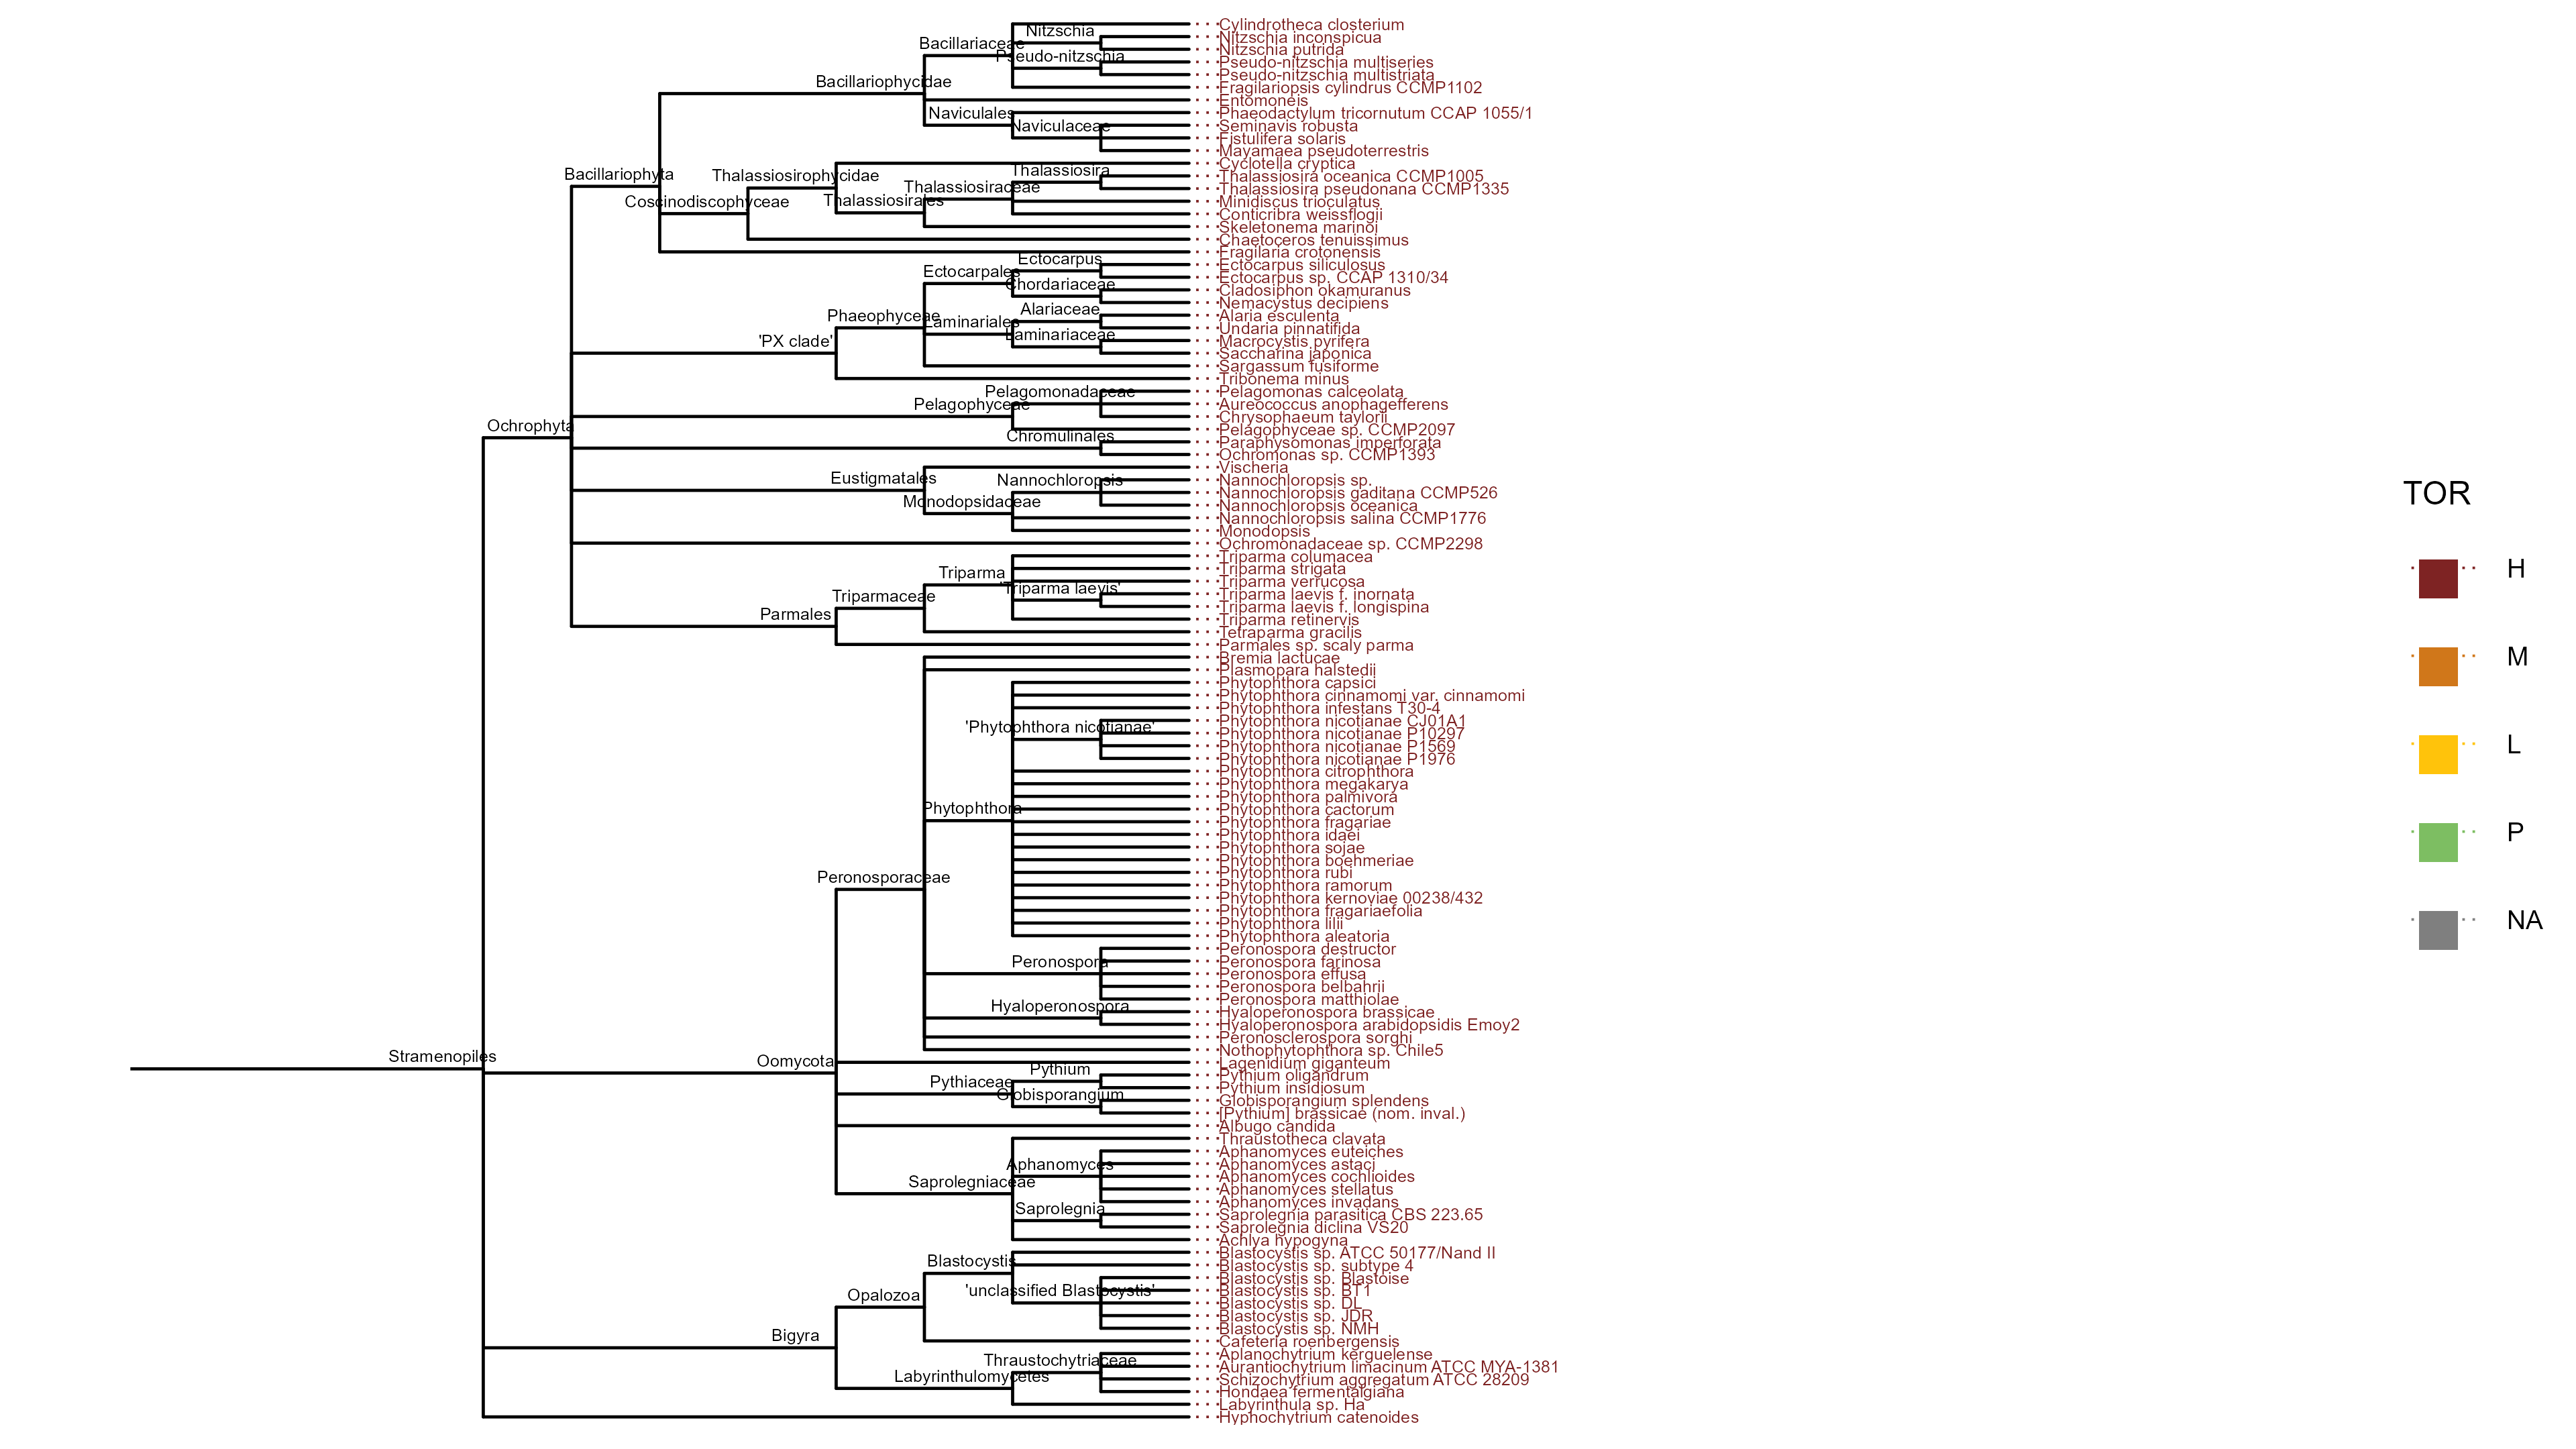 Cylindrotheca closterium
Nitzschia
Nitzschia inconspicua
Bacillariaceae
Nitzschia putrida
Pseudo-nitzschia
Pseudo-nitzschia multiseries
Pseudo-nitzschia multistriata
Bacillariophycidae
Fragilariopsis cylindrus CCMP1102
Entomoneis
Naviculales
Phaeodactylum tricornutum CCAP 1055/1
Naviculaceae
Seminavis robusta
Fistulifera solaris
Mayamaea pseudoterrestris
Cyclotella cryptica
Bacillariophyta
Thalassiosirophycidae
Thalassiosira
Thalassiosira oceanica CCMP1005
Thalassiosiraceae
Thalassiosira pseudonana CCMP1335
Coscinodiscophyceae
Thalassiosirales
Minidiscus trioculatus
Conticribra weissflogii
Skeletonema marinoi
Chaetoceros tenuissimus
Fragilaria crotonensis
Ectocarpus
Ectocarpus siliculosus
Ectocarpales
Ectocarpus sp. CCAP 1310/34
Chordariaceae
Cladosiphon okamuranus
Nemacystus decipiens
Phaeophyceae
Alariaceae
Alaria esculenta
Laminariales
Undaria pinnatifida
'PX clade'
Laminariaceae
Macrocystis pyrifera
Saccharina japonica
Sargassum fusiforme
Tribonema minus
Pelagomonadaceae
Pelagomonas calceolata
Pelagophyceae
Aureococcus anophagefferens
Chrysophaeum taylorii
Ochrophyta
Pelagophyceae sp. CCMP2097
Chromulinales
Paraphysomonas imperforata
Ochromonas sp. CCMP1393
Vischeria
Eustigmatales
Nannochloropsis
Nannochloropsis sp.
Nannochloropsis gaditana CCMP526
Monodopsidaceae
Nannochloropsis oceanica
Nannochloropsis salina CCMP1776
Monodopsis
Ochromonadaceae sp. CCMP2298
Triparma columacea
Triparma
Triparma strigata
Triparma verrucosa
Triparmaceae
'Triparma laevis'
Triparma laevis f. inornata
Triparma laevis f. longispina
Parmales
Triparma retinervis
Tetraparma gracilis
Parmales sp. scaly parma
Bremia lactucae
Plasmopara halstedii
Phytophthora capsici
Phytophthora cinnamomi var. cinnamomi
Phytophthora infestans T30-4
'Phytophthora nicotianae'
Phytophthora nicotianae CJ01A1
Phytophthora nicotianae P10297
Phytophthora nicotianae P1569
Phytophthora nicotianae P1976
Phytophthora citrophthora
Phytophthora megakarya
Phytophthora palmivora
Phytophthora
Phytophthora cactorum
Phytophthora fragariae
Phytophthora idaei
Phytophthora sojae
Phytophthora boehmeriae
Peronosporaceae
Phytophthora rubi
Phytophthora ramorum
Phytophthora kernoviae 00238/432
Phytophthora fragariaefolia
Phytophthora lilii
Phytophthora aleatoria
Peronospora destructor
Peronospora
Peronospora farinosa
Peronospora effusa
Peronospora belbahrii
Peronospora matthiolae
Hyaloperonospora
Hyaloperonospora brassicae
Hyaloperonospora arabidopsidis Emoy2
Peronosclerospora sorghi
Nothophytophthora sp. Chile5
Stramenopiles
Oomycota
Lagenidium giganteum
Pythium
Pythium oligandrum
Pythiaceae
Pythium insidiosum
Globisporangium
Globisporangium splendens
[Pythium] brassicae (nom. inval.)
Albugo candida
Thraustotheca clavata
Aphanomyces euteiches
Aphanomyces
Aphanomyces astaci
Saprolegniaceae
Aphanomyces cochlioides
Aphanomyces stellatus
Aphanomyces invadans
Saprolegnia
Saprolegnia parasitica CBS 223.65
Saprolegnia diclina VS20
Achlya hypogyna
Blastocystis
Blastocystis sp. ATCC 50177/Nand II
Blastocystis sp. subtype 4
Opalozoa
'unclassified Blastocystis'
Blastocystis sp. Blastoise
Blastocystis sp. BT1
Blastocystis sp. DL
Blastocystis sp. JDR
Blastocystis sp. NMH
Bigyra
Cafeteria roenbergensis
Thraustochytriaceae
Aplanochytrium kerguelense
Labyrinthulomycetes
Aurantiochytrium limacinum ATCC MYA-1381
Schizochytrium aggregatum ATCC 28209
Hondaea fermentalgiana
Labyrinthula sp. Ha
Hyphochytrium catenoides
TOR
H
M
L
P
NA